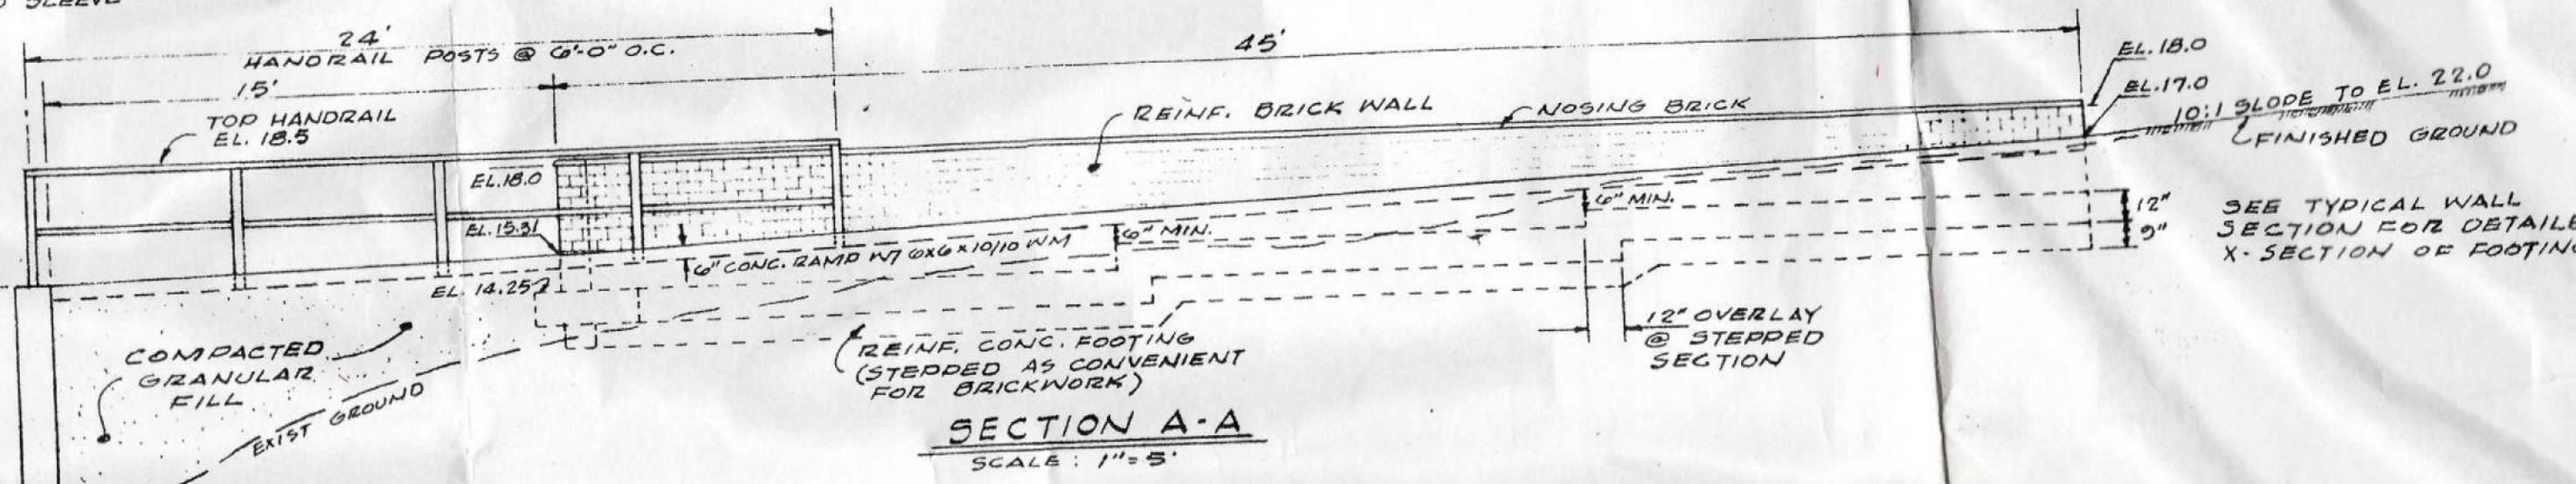 SLEEVE
24'
HANDRAIL POSTS @ 6'-0" O.C.
45'
15'
TOP HANDRAIL
EL. 18.5
REINF. BRICK WALL
NOSING BRICK
EL. 18.0
EL. 17.0
10:1 SLOPE TO EL. 22.0
FINISHED GROUND
EL. 18.0
EL. 15.31
6" MIN.
6" MIN.
12"
9"
SEE TYPICAL WALL
SECTION FOR DETAILE
X-SECTION OF FOOTING
6" CONC. RAMP W/ 6x6x10/10 WM
EL. 14.25
COMPACTED
GRANULAR
FILL
EXIST GROUND
REINF. CONC. FOOTING
(STEPPED AS CONVENIENT
FOR BRICKWORK)
12" OVERLAY
@ STEPPED
SECTION
SECTION A-A
SCALE: 1"=5'